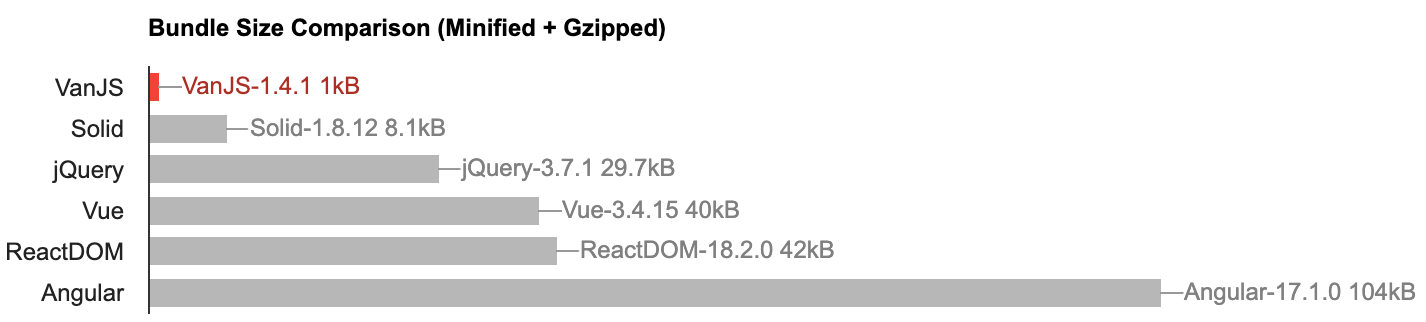 Bundle Size Comparison (Minified + Gzipped)
VanJS VanJS-1.4.1 1kB
Solid Solid-1.8.12 8.1kB
jQuery jQuery-3.7.1 29.7kB
Vue Vue-3.4.15 40kB
ReactDOM ReactDOM-18.2.0 42kB
Angular Angular-17.1.0 104kB